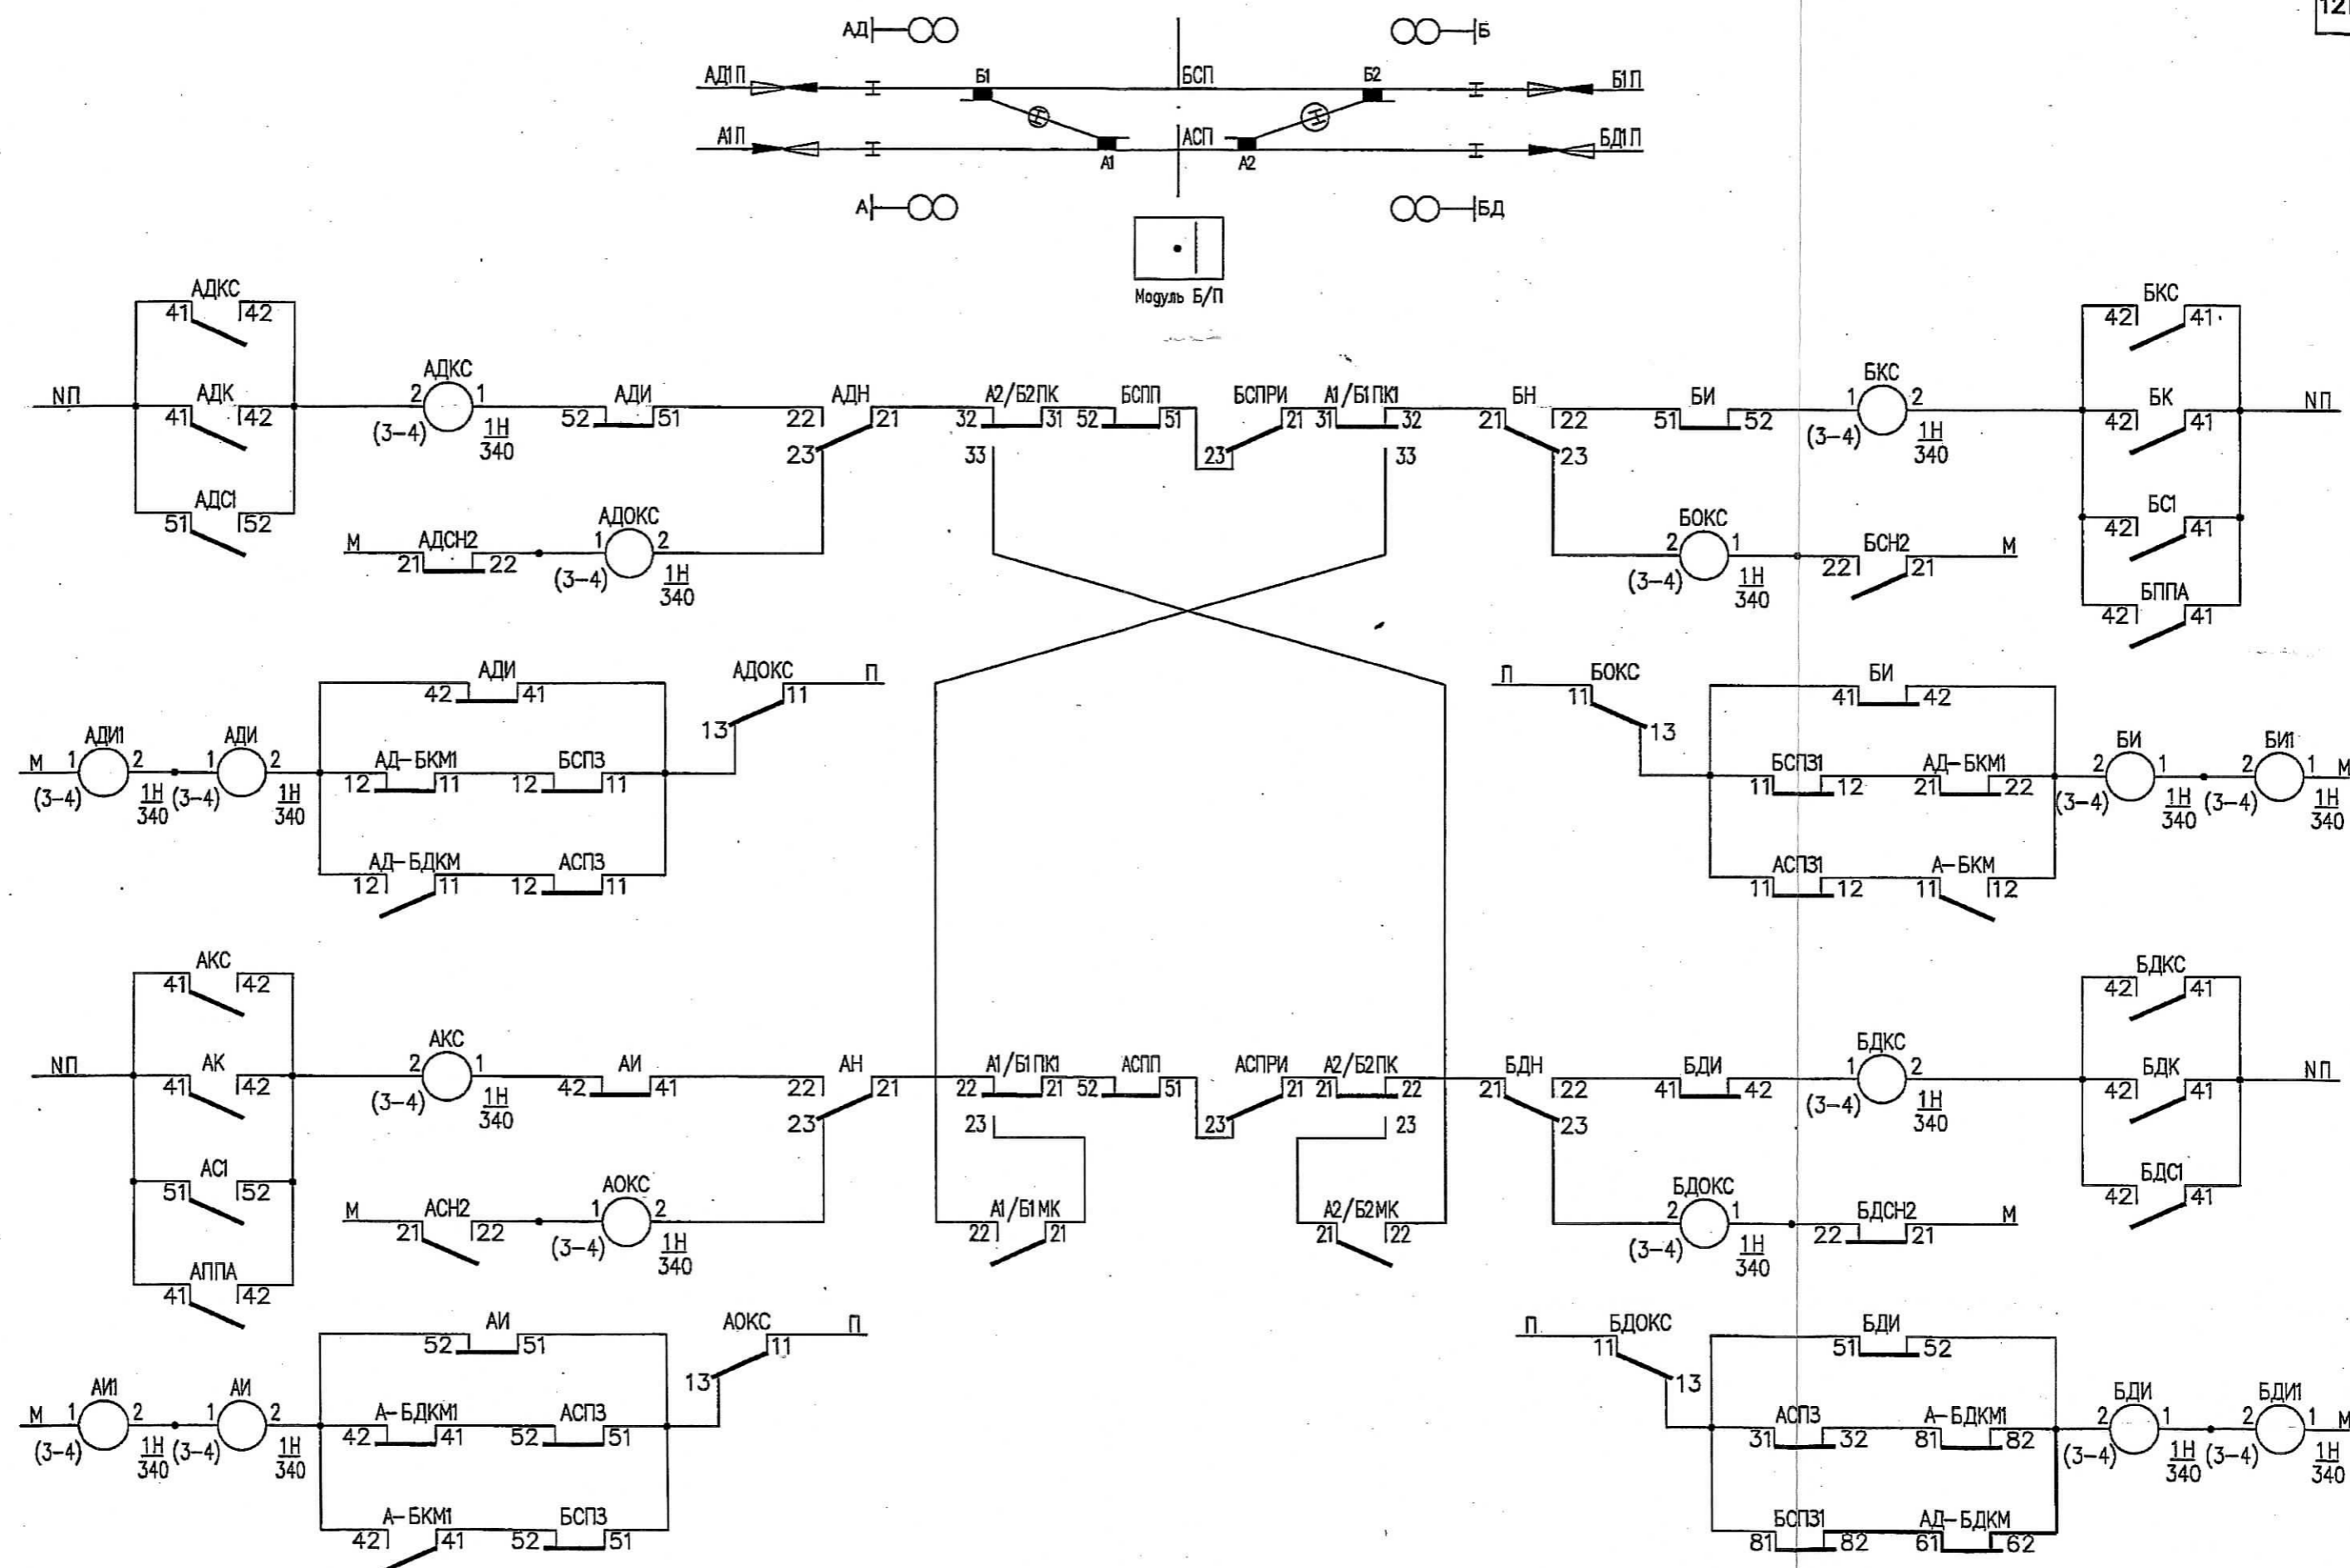 12
АД Б
АД1П Б1 БСП Б2 Б1П
А1П А1 АСП А2 БД1П
А БД
Модуль Б/П
АДКС БКС
41 42 42 41
NП АДК АДКС АДИ АДН А2/Б2ПК БСПП БСПРИ А1/Б1ПК1 БН БИ БКС БК NП
41 42 2 1 52 51 22 21 32 31 52 51 21 31 32 21 22 51 52 1 2 42 41
(3-4) 1Н 23 33 23 33 23 (3-4) 1Н
340 340
АДС1 БС1
51 52 42 41
М АДСН2 АДОКС БОКС БСН2 М
21 22 1 2 2 1 22 21
(3-4) 1Н (3-4) 1Н
340 340
БППА
42 41
АДИ АДОКС П П БОКС БИ
42 41 11 11 41 42
13 13
М АДИ1 АДИ АД-БКМ1 БСПЗ БСПЗ1 АД-БКМ1 БИ БИ1 М
1 2 1 2 12 11 12 11 11 12 21 22 2 1 2 1
(3-4) 1Н (3-4) 1Н (3-4) 1Н (3-4) 1Н
340 340 340 340
АД-БДКМ АСПЗ АСПЗ1 А-БКМ
12 11 12 11 11 12 11 12
АКС БДКС
41 42 42 41
NП АК АКС АИ АН А1/Б1ПК1 АСПП АСПРИ А2/Б2ПК БДН БДИ БДКС БДК NП
41 42 2 1 42 41 22 21 22 21 52 51 21 21 22 21 22 41 42 1 2 42 41
(3-4) 1Н 23 23 23 23 23 (3-4) 1Н
340 340
АС1 БДС1
51 52 42 41
М АСН2 АОКС А1/Б1МК А2/Б2МК БДОКС БДСН2 М
21 22 1 2 22 21 21 22 2 1 22 21
(3-4) 1Н (3-4) 1Н
340 340
АППА
41 42
АИ АОКС П П БДОКС БДИ
52 51 11 11 51 52
13 13
М АИ1 АИ А-БДКМ1 АСПЗ АСПЗ А-БДКМ1 БДИ БДИ1 М
1 2 1 2 42 41 52 51 31 32 81 82 2 1 2 1
(3-4) 1Н (3-4) 1Н (3-4) 1Н (3-4) 1Н
340 340 340 340
А-БКМ1 БСПЗ БСПЗ1 АД-БДКМ
42 41 52 51 81 82 61 62